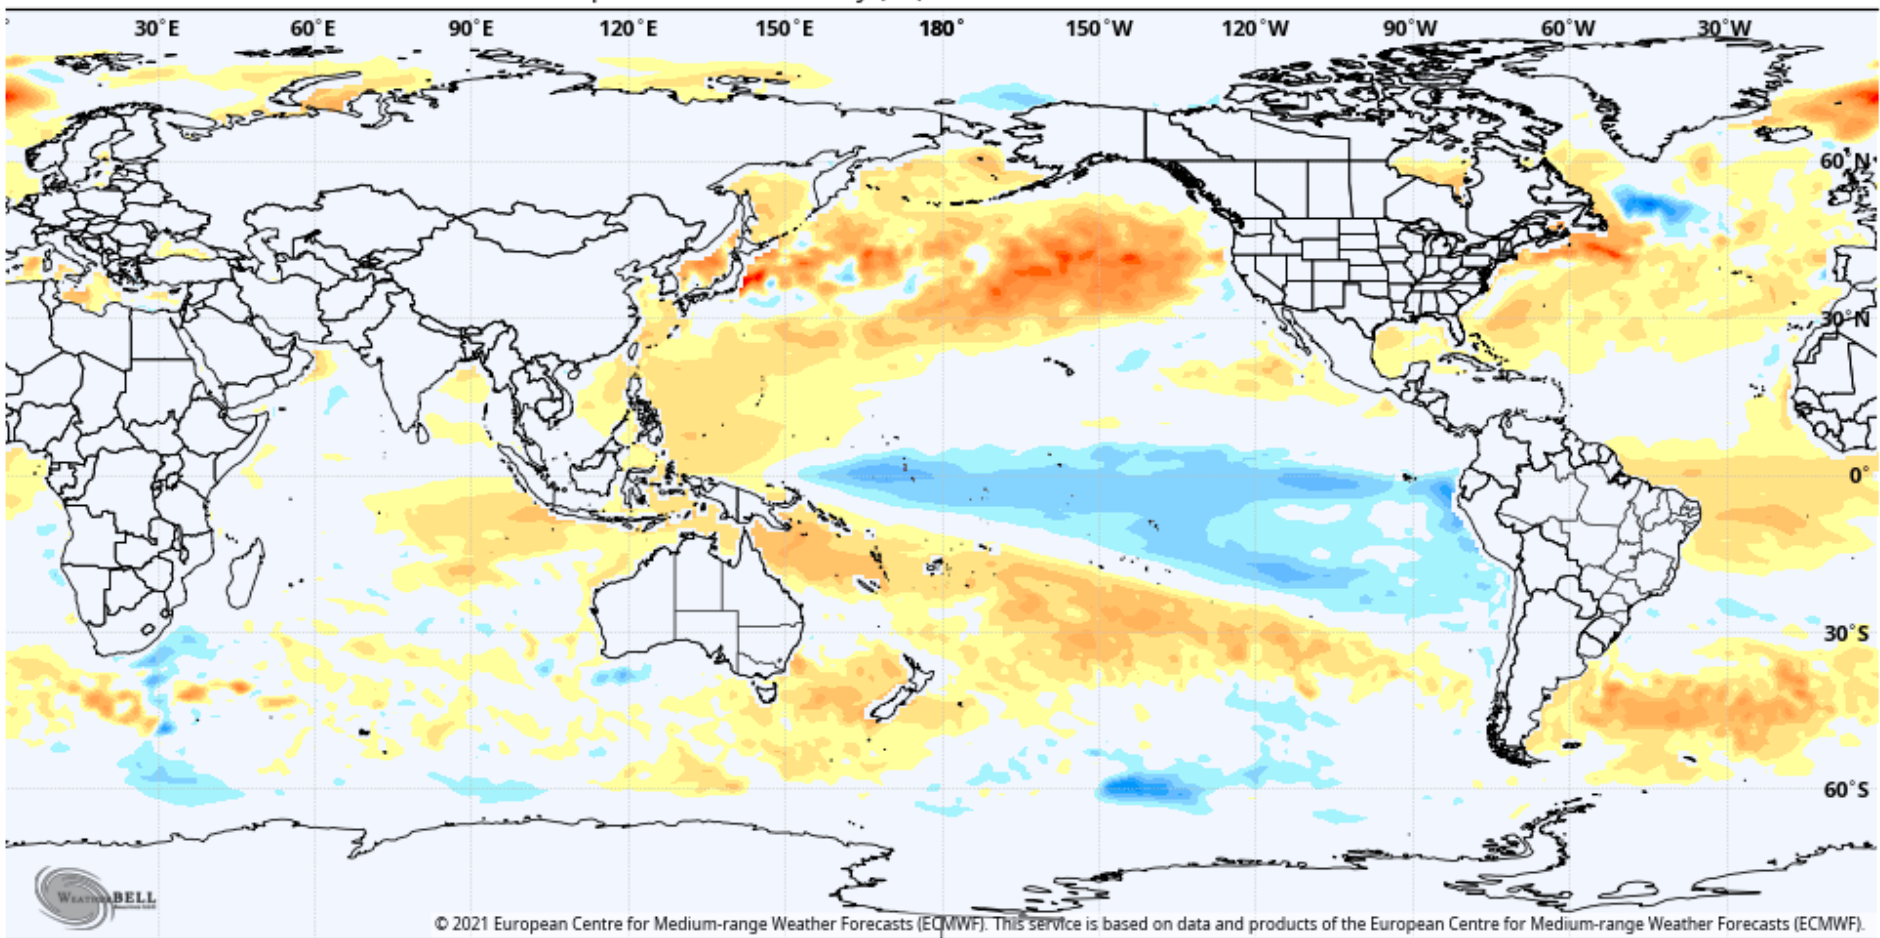 30°E 60°E 90°E 120°E 150°E 180° 150°W 120°W 90°W 60°W 30°W
60°N
30°N
0°
30°S
60°S
WEATHERBELL
© 2021 European Centre for Medium-range Weather Forecasts (ECMWF). This service is based on data and products of the European Centre for Medium-range Weather Forecasts (ECMWF).